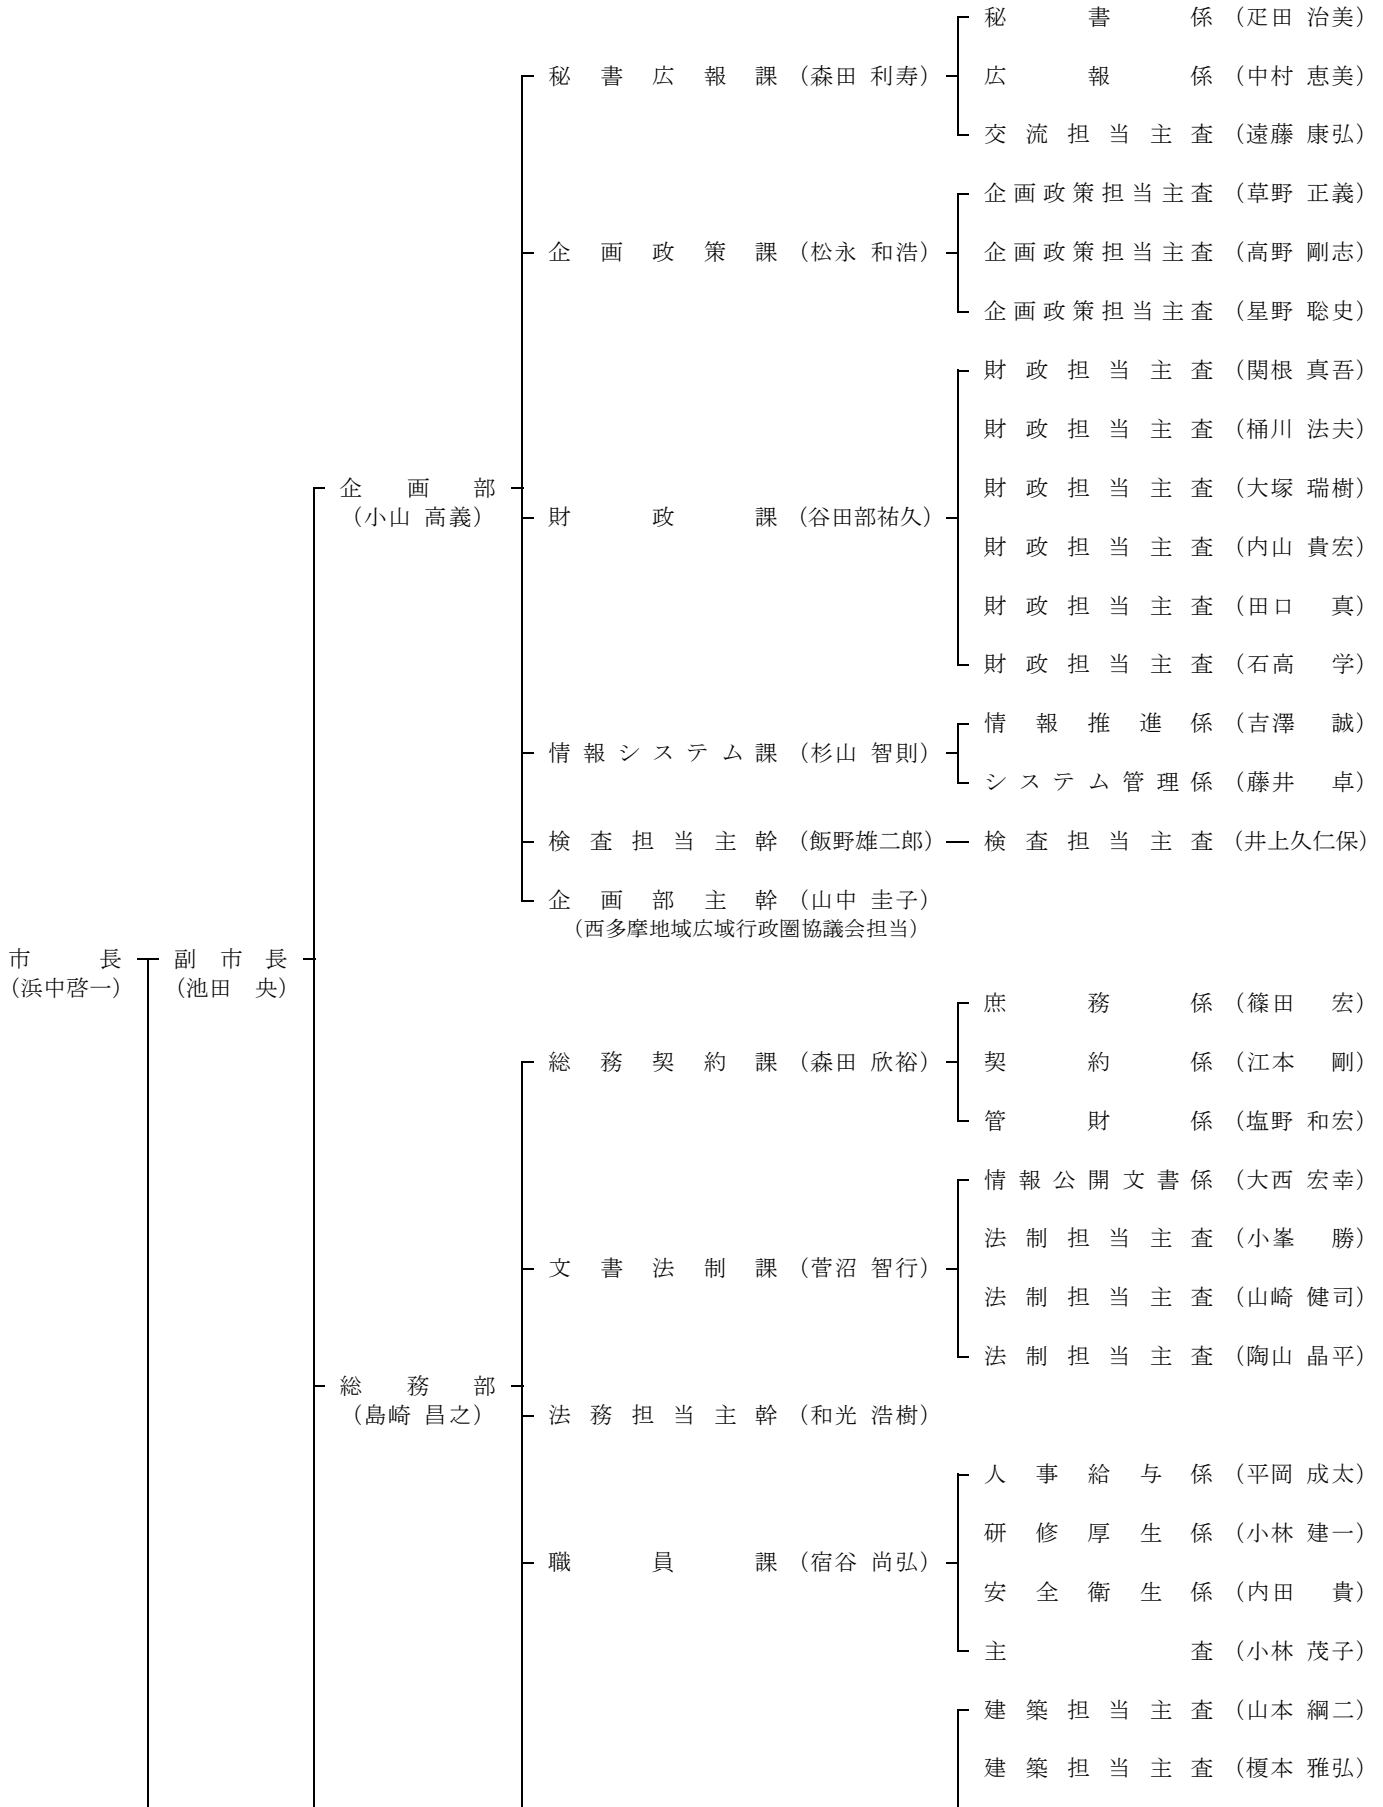 秘書係（疋田 治美）
秘書広報課（森田 利寿）
広報係（中村 恵美）
交流担当主査（遠藤 康弘）
企画政策担当主査（草野 正義）
企画政策課（松永 和浩）
企画政策担当主査（高野 剛志）
企画政策担当主査（星野 聡史）
財政担当主査（関根 真吾）
財政担当主査（桶川 法夫）
企画部
（小山 高義）
財政課（谷田部祐久）
財政担当主査（大塚 瑞樹）
財政担当主査（内山 貴宏）
財政担当主査（田口 真）
財政担当主査（石高 学）
情報推進係（吉澤 誠）
情報システム課（杉山 智則）
システム管理係（藤井 卓）
検査担当主幹（飯野雄二郎）
検査担当主査（井上久仁保）
企画部主幹（山中 圭子）
（西多摩地域広域行政圏協議会担当）
市長
（浜中啓一）
副市長
（池田 央）
庶務係（篠田 宏）
総務契約課（森田 欣裕）
契約係（江本 剛）
管財係（塩野 和宏）
情報公開文書係（大西 宏幸）
法制担当主査（小峯 勝）
文書法制課（菅沼 智行）
法制担当主査（山崎 健司）
法制担当主査（陶山 晶平）
総務部
（島崎 昌之）
法務担当主幹（和光 浩樹）
人事給与係（平岡 成太）
研修厚生係（小林 建一）
職員課（宿谷 尚弘）
安全衛生係（内田 貴）
主査（小林 茂子）
建築担当主査（山本 綱二）
建築担当主査（榎本 雅弘）